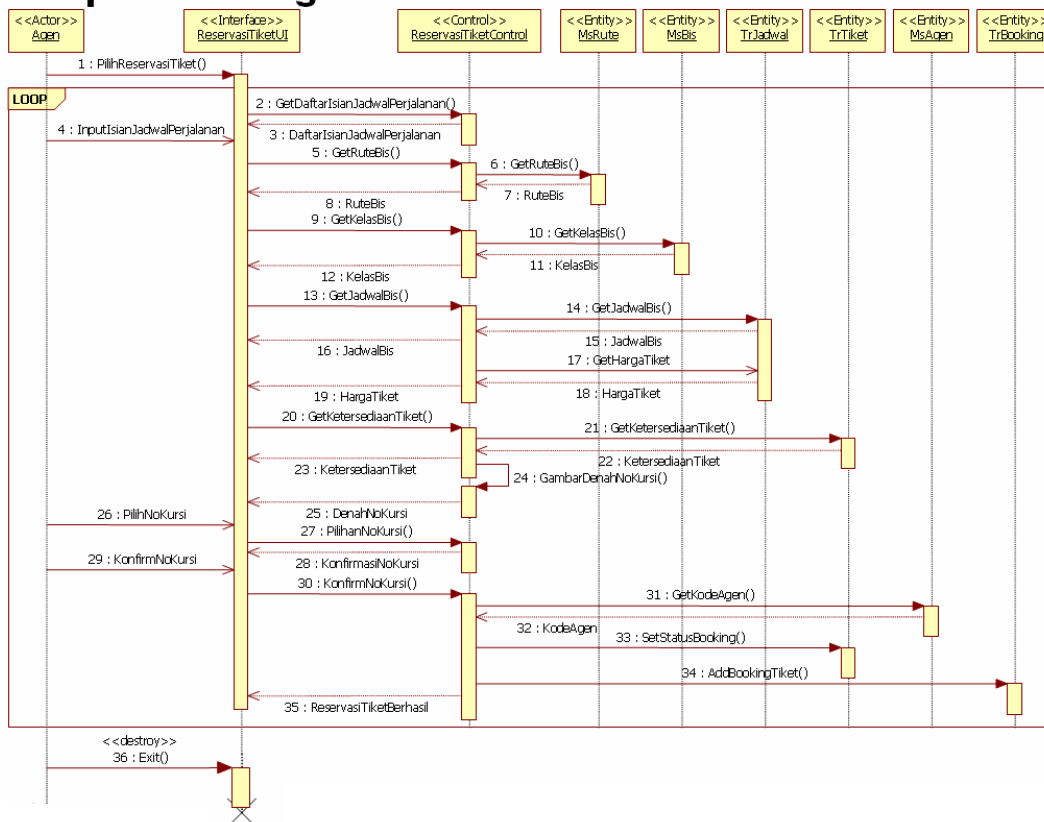 <<Actor>>
Agen
<<Interface>>
ReservasiTiketUI
<<Control>>
ReservasiTiketControl
<<Entity>>
MsRute
<<Entity>>
MsBis
<<Entity>>
TrJadwal
<<Entity>>
TrTiket
<<Entity>>
MsAgen
<<Entity>>
TrBooking
1 : PilihReservasiTiket()
LOOP
2 : GetDaftarIsianJadwalPerjalanan()
3 : DaftarIsianJadwalPerjalanan
4 : InputIsianJadwalPerjalanan
5 : GetRuteBis()
6 : GetRuteBis()
7 : RuteBis
8 : RuteBis
9 : GetKelasBis()
10 : GetKelasBis()
11 : KelasBis
12 : KelasBis
13 : GetJadwalBis()
14 : GetJadwalBis()
15 : JadwalBis
16 : JadwalBis
17 : GetHargaTiket
18 : HargaTiket
19 : HargaTiket
20 : GetKetersediaanTiket()
21 : GetKetersediaanTiket()
22 : KetersediaanTiket
23 : KetersediaanTiket
24 : GambarDenahNoKursi()
25 : DenahNoKursi
26 : PilihNoKursi
27 : PilihanNoKursi()
28 : KonfirmasiNoKursi
29 : KonfirmNoKursi
30 : KonfirmNoKursi()
31 : GetKodeAgen()
32 : KodeAgen
33 : SetStatusBooking()
34 : AddBookingTiket()
35 : ReservasiTiketBerhasil
<<destroy>>
36 : Exit()